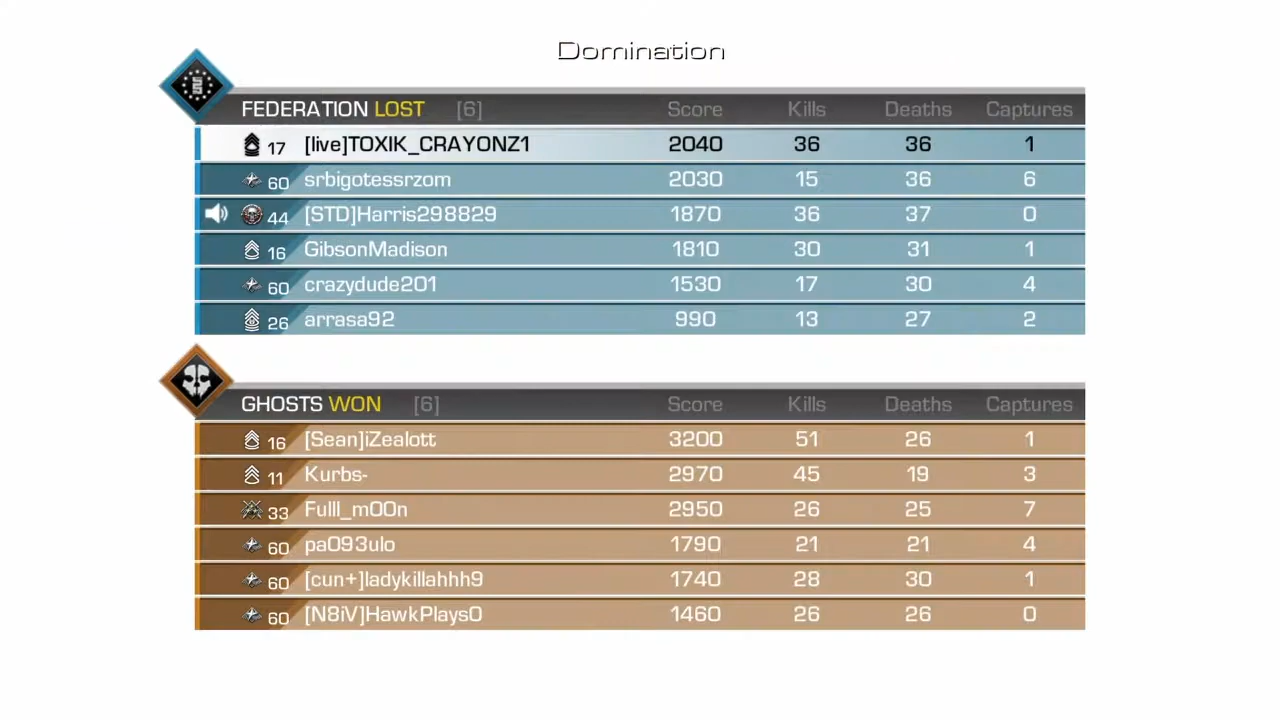 Domination
FEDERATION LOST [6] Score Kills Deaths Captures
17 [live]TOXIK_CRAYONZ1 2040 36 36 1
60 srbigotessrzom 2030 15 36 6
44 [STD]Harris298829 1870 36 37 0
16 GibsonMadison 1810 30 31 1
60 crazydude201 1530 17 30 4
26 arrasa92 990 13 27 2
GHOSTS WON [6] Score Kills Deaths Captures
16 [Sean]iZealott 3200 51 26 1
11 Kurbs- 2970 45 19 3
33 Fulll_m00n 2950 26 25 7
60 pa093ulo 1790 21 21 4
60 [cun+]ladykillahhh9 1740 28 30 1
60 [N8iV]HawkPlays0 1460 26 26 0